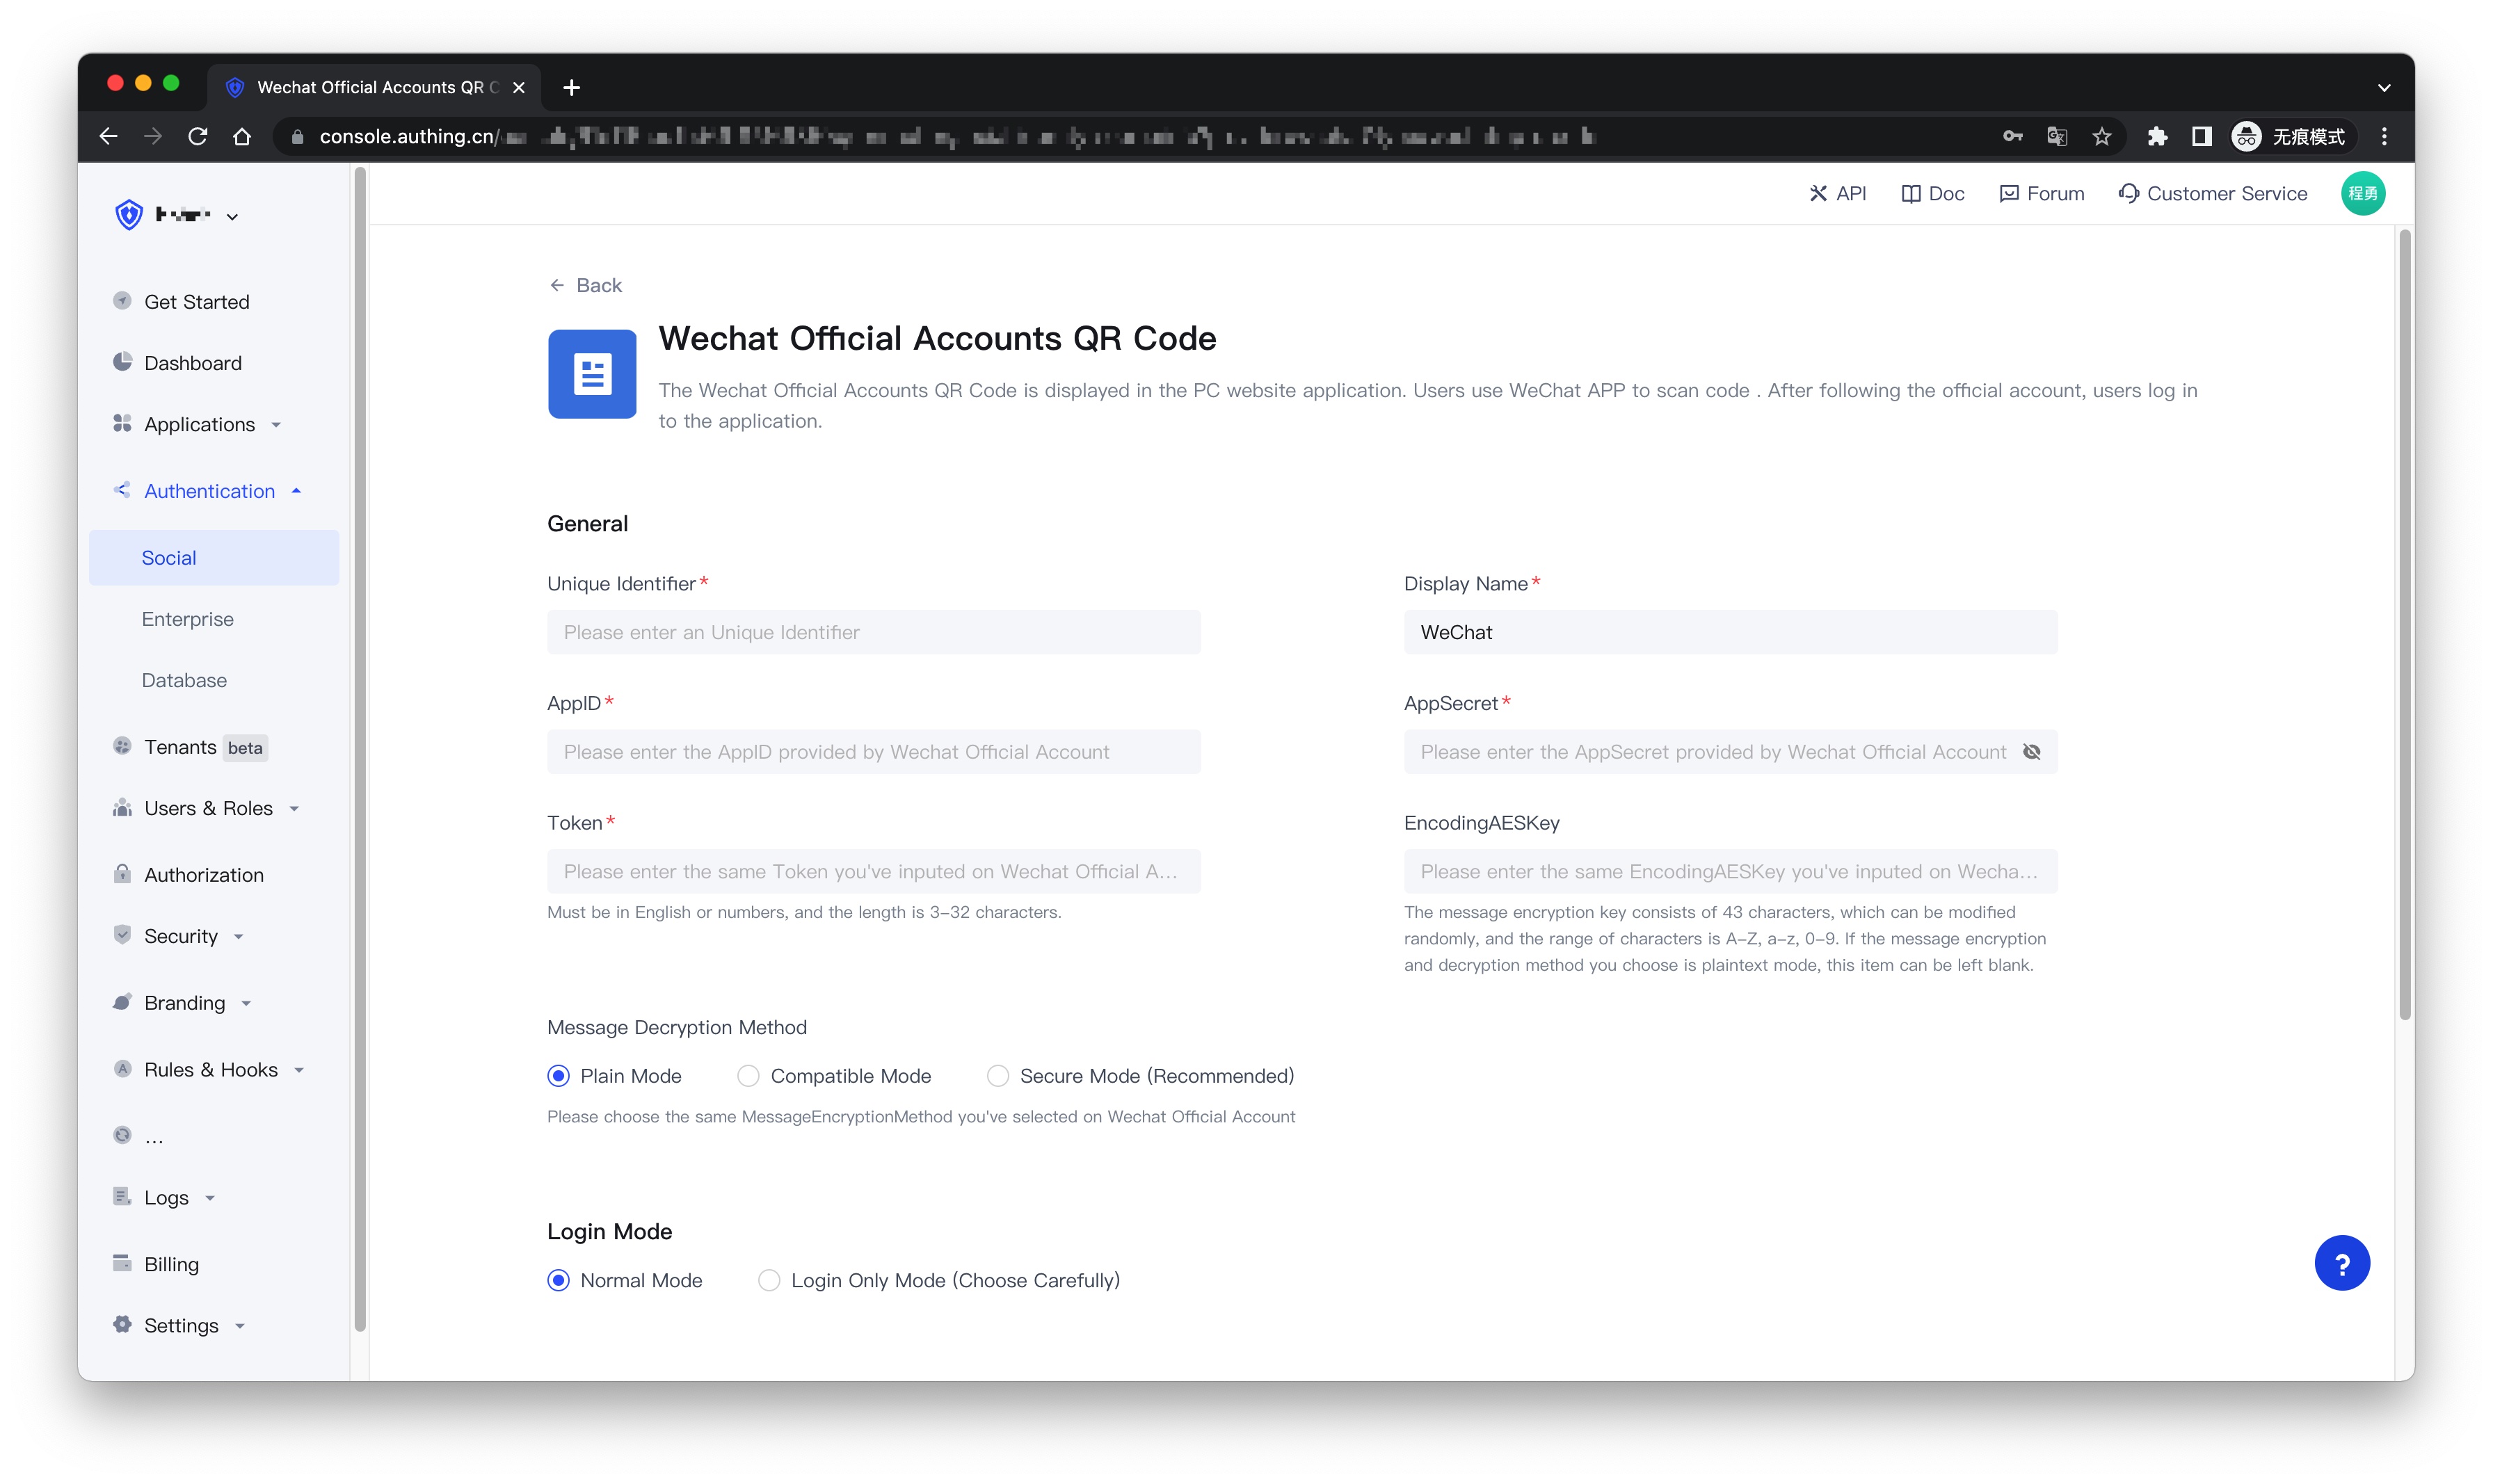 Wechat Official Accounts QR C
console.authing.cn/
无痕模式
API
Doc
Forum
Customer Service
程勇
Get Started
Dashboard
Applications
Authentication
Social
Enterprise
Database
Tenants beta
Users & Roles
Authorization
Security
Branding
Rules & Hooks
...
Logs
Billing
Settings
Back
Wechat Official Accounts QR Code
The Wechat Official Accounts QR Code is displayed in the PC website application. Users use WeChat APP to scan code . After following the official account, users log in
to the application.
General
Unique Identifier*
Please enter an Unique Identifier
Display Name*
WeChat
AppID*
Please enter the AppID provided by Wechat Official Account
AppSecret*
Please enter the AppSecret provided by Wechat Official Account
Token*
Please enter the same Token you've inputed on Wechat Official A...
Must be in English or numbers, and the length is 3-32 characters.
EncodingAESKey
Please enter the same EncodingAESKey you've inputed on Wecha...
The message encryption key consists of 43 characters, which can be modified
randomly, and the range of characters is A-Z, a-z, 0-9. If the message encryption
and decryption method you choose is plaintext mode, this item can be left blank.
Message Decryption Method
Plain Mode
Compatible Mode
Secure Mode (Recommended)
Please choose the same MessageEncryptionMethod you've selected on Wechat Official Account
Login Mode
Normal Mode
Login Only Mode (Choose Carefully)
?